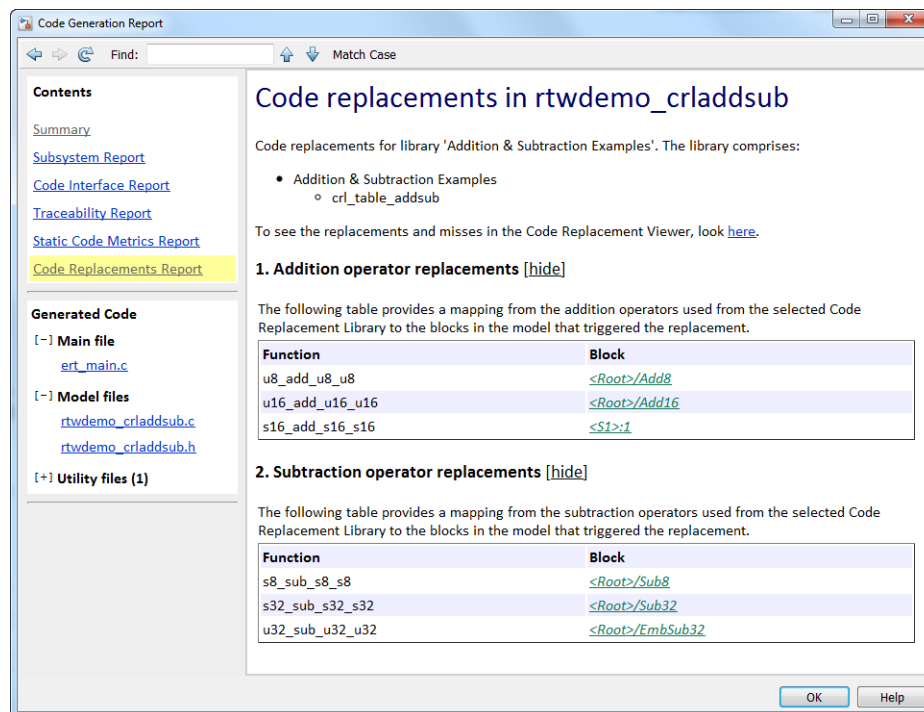 Code Generation Report
Find:
Match Case
Contents
Summary
Subsystem Report
Code Interface Report
Traceability Report
Static Code Metrics Report
Code Replacements Report
Generated Code
[-] Main file
ert_main.c
[-] Model files
rtwdemo_crladdsub.c
rtwdemo_crladdsub.h
[+] Utility files (1)
Code replacements in rtwdemo_crladdsub
Code replacements for library 'Addition & Subtraction Examples'. The library comprises:
• Addition & Subtraction Examples
○ crl_table_addsub
To see the replacements and misses in the Code Replacement Viewer, look here.
1. Addition operator replacements [hide]
The following table provides a mapping from the addition operators used from the selected Code
Replacement Library to the blocks in the model that triggered the replacement.
Function Block
u8_add_u8_u8 <Root>/Add8
u16_add_u16_u16 <Root>/Add16
s16_add_s16_s16 <S1>:1
2. Subtraction operator replacements [hide]
The following table provides a mapping from the subtraction operators used from the selected Code
Replacement Library to the blocks in the model that triggered the replacement.
Function Block
s8_sub_s8_s8 <Root>/Sub8
s32_sub_s32_s32 <Root>/Sub32
u32_sub_u32_u32 <Root>/EmbSub32
OK
Help